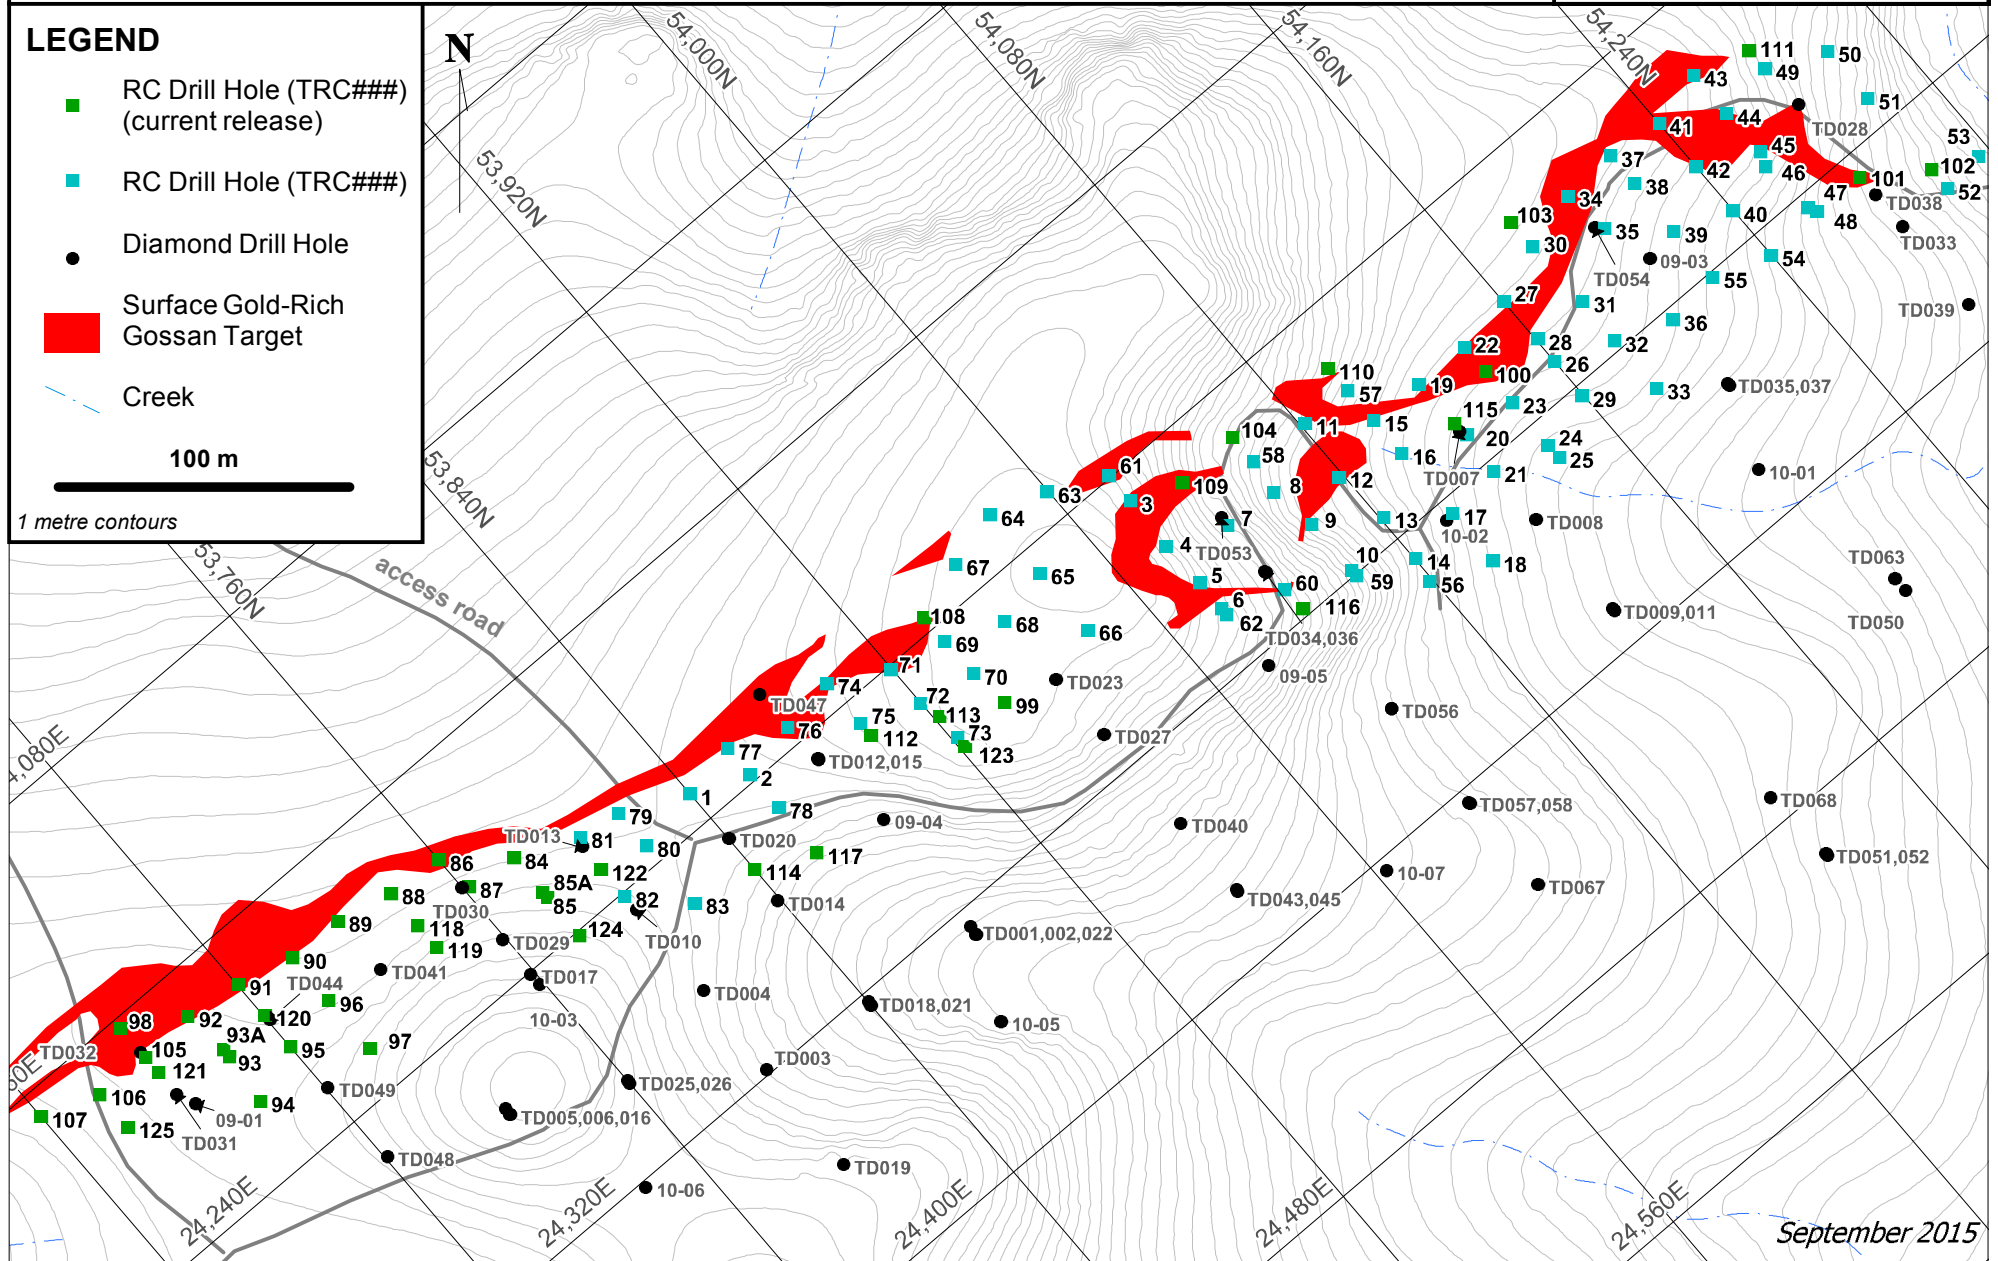 LEGEND
RC Drill Hole (TRC###)
(current release)
RC Drill Hole (TRC###)
Diamond Drill Hole
Surface Gold-Rich
Gossan Target
Creek
100 m
1 metre contours
N
54,000N
54,080N
54,160N
54,240N
53,920N
53,840N
53,760N
access road
111
50
49
43
51
44
41
TD028
53
45
37
42
46
102
101
38
47
52
34
TD038
40
48
103
35
39
TD033
30
54
09-03
TD054
55
27
31
TD039
36
28
22
32
26
110
100
19
TD035,037
57
33
29
23
115
11
15
104
20
24
58
16
25
61
12
TD007
21
10-01
109
8
63
3
64
7
9
13
17
TD008
10-02
4
TD053
10
14
TD063
18
67
65
5
59
60
56
6
116
108
68
62
TD009,011
TD050
66
TD034,036
69
71
70
09-05
74
TD023
72
TD047
99
TD056
75
113
76
73
112
TD027
77
123
TD012,015
2
1
TD068
78
TD057,058
79
09-04
TD013
81
TD040
80
TD020
117
TD051,052
86
84
122
114
10-07
85A
87
TD067
88
85
82
83
TD014
TD043,045
TD030
89
118
124
TD001,002,022
119
TD029
TD010
90
TD041
TD017
TD044
91
TD004
96
TD018,021
92
120
10-03
10-05
98
93A
97
95
105
TD032
93
121
TD003
TD025,026
TD049
106
94
09-01
107
TD005,006,016
125
TD031
TD048
TD019
10-06
4,080E
60E
24,240E
24,320E
24,400E
24,480E
24,560E
September 2015